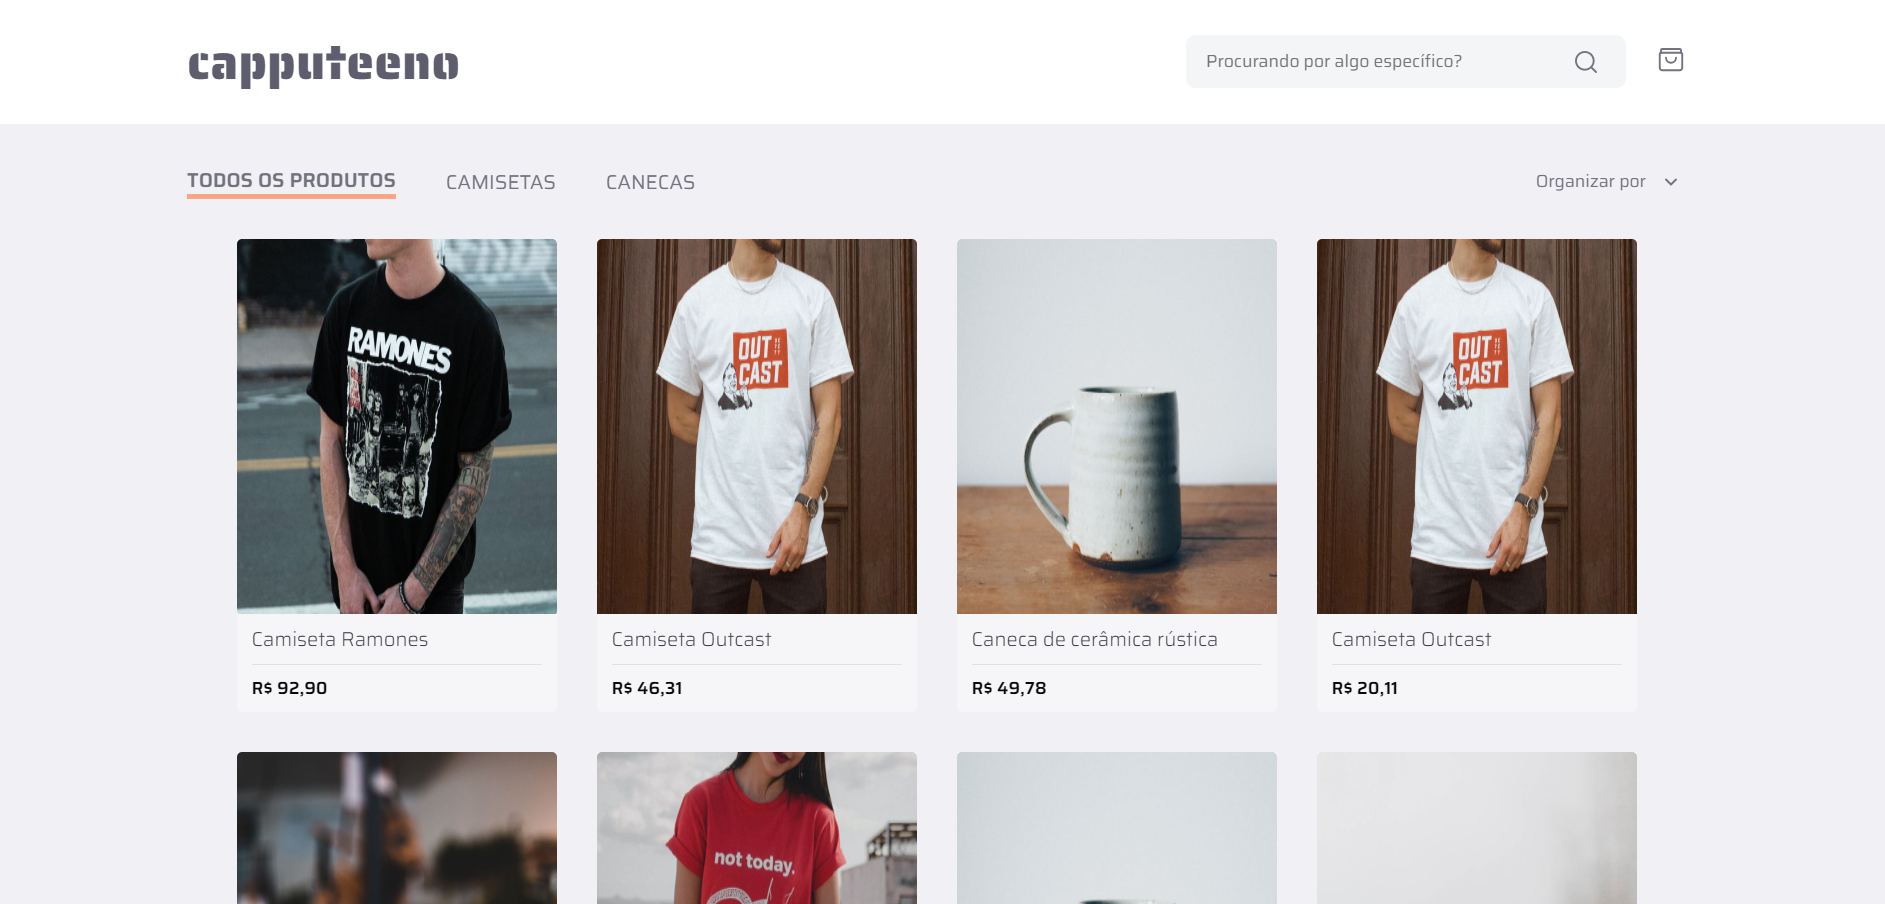 capputeeno
Procurando por algo específico?
TODOS OS PRODUTOS
CAMISETAS
CANECAS
Organizar por
RAMONES
OUT
CAST
OUT
CAST
Camiseta Ramones
Camiseta Outcast
Caneca de cerâmica rústica
Camiseta Outcast
R$ 92,90
R$ 46,31
R$ 49,78
R$ 20,11
not today.